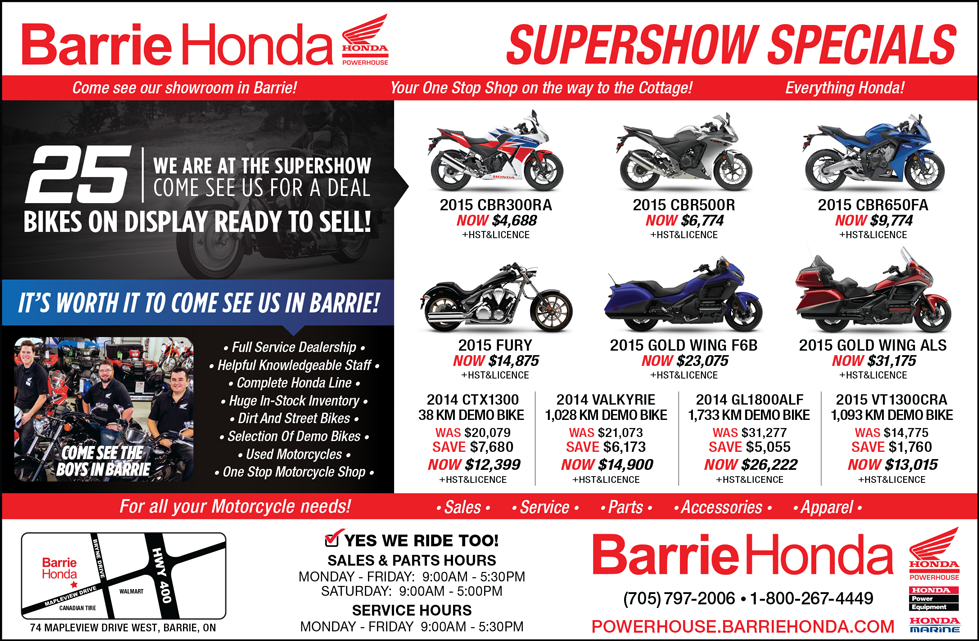 Barrie Honda
HONDA
POWERHOUSE
SUPERSHOW SPECIALS
Come see our showroom in Barrie! Your One Stop Shop on the way to the Cottage! Everything Honda!
25
WE ARE AT THE SUPERSHOW
COME SEE US FOR A DEAL
BIKES ON DISPLAY READY TO SELL!
2015 CBR300RA
NOW $4,688
+HST&LICENCE
2015 CBR500R
NOW $6,774
+HST&LICENCE
2015 CBR650FA
NOW $9,774
+HST&LICENCE
IT'S WORTH IT TO COME SEE US IN BARRIE!
COME SEE THE
BOYS IN BARRIE
• Full Service Dealership •
• Helpful Knowledgeable Staff •
• Complete Honda Line •
• Huge In-Stock Inventory •
• Dirt And Street Bikes •
• Selection Of Demo Bikes •
• Used Motorcycles •
• One Stop Motorcycle Shop •
2015 FURY
NOW $14,875
+HST&LICENCE
2015 GOLD WING F6B
NOW $23,075
+HST&LICENCE
2015 GOLD WING ALS
NOW $31,175
+HST&LICENCE
2014 CTX1300
38 KM DEMO BIKE
WAS $20,079
SAVE $7,680
NOW $12,399
+HST&LICENCE
2014 VALKYRIE
1,028 KM DEMO BIKE
WAS $21,073
SAVE $6,173
NOW $14,900
+HST&LICENCE
2014 GL1800ALF
1,733 KM DEMO BIKE
WAS $31,277
SAVE $5,055
NOW $26,222
+HST&LICENCE
2015 VT1300CRA
1,093 KM DEMO BIKE
WAS $14,775
SAVE $1,760
NOW $13,015
+HST&LICENCE
For all your Motorcycle needs! • Sales • • Service • • Parts • • Accessories • • Apparel •
Barrie
Honda
BRYNE DRIVE
HWY 400
MAPLEVIEW DRIVE
WALMART
CANADIAN TIRE
74 MAPLEVIEW DRIVE WEST, BARRIE, ON
YES WE RIDE TOO!
SALES & PARTS HOURS
MONDAY - FRIDAY: 9:00AM - 5:30PM
SATURDAY: 9:00AM - 5:00PM
SERVICE HOURS
MONDAY - FRIDAY 9:00AM - 5:30PM
Barrie Honda
(705) 797-2006 • 1-800-267-4449
POWERHOUSE.BARRIEHONDA.COM
HONDA
POWERHOUSE
HONDA
Power
Equipment
HONDA
MARINE